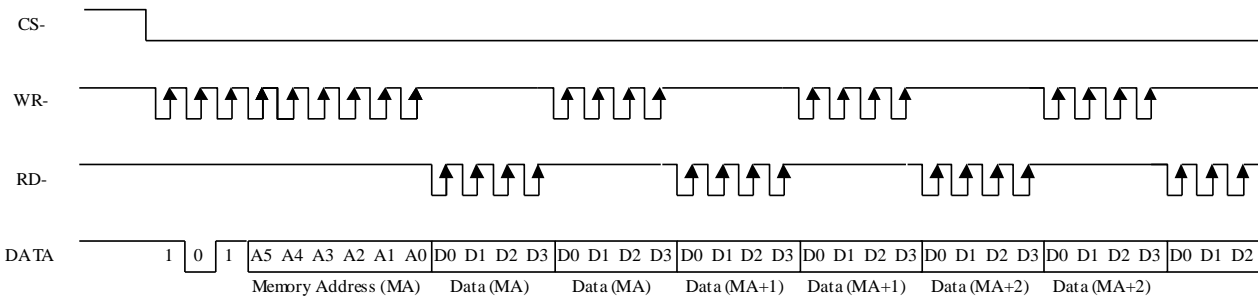 CS-
WR-
RD-
DATA 1 0 1 A5 A4 A3 A2 A1 A0 D0 D1 D2 D3 D0 D1 D2 D3 D0 D1 D2 D3 D0 D1 D2 D3 D0 D1 D2 D3 D0 D1 D2 D3 D0 D1 D2
Memory Address (MA) Data (MA) Data (MA) Data (MA+1) Data (MA+1) Data (MA+2) Data (MA+2)